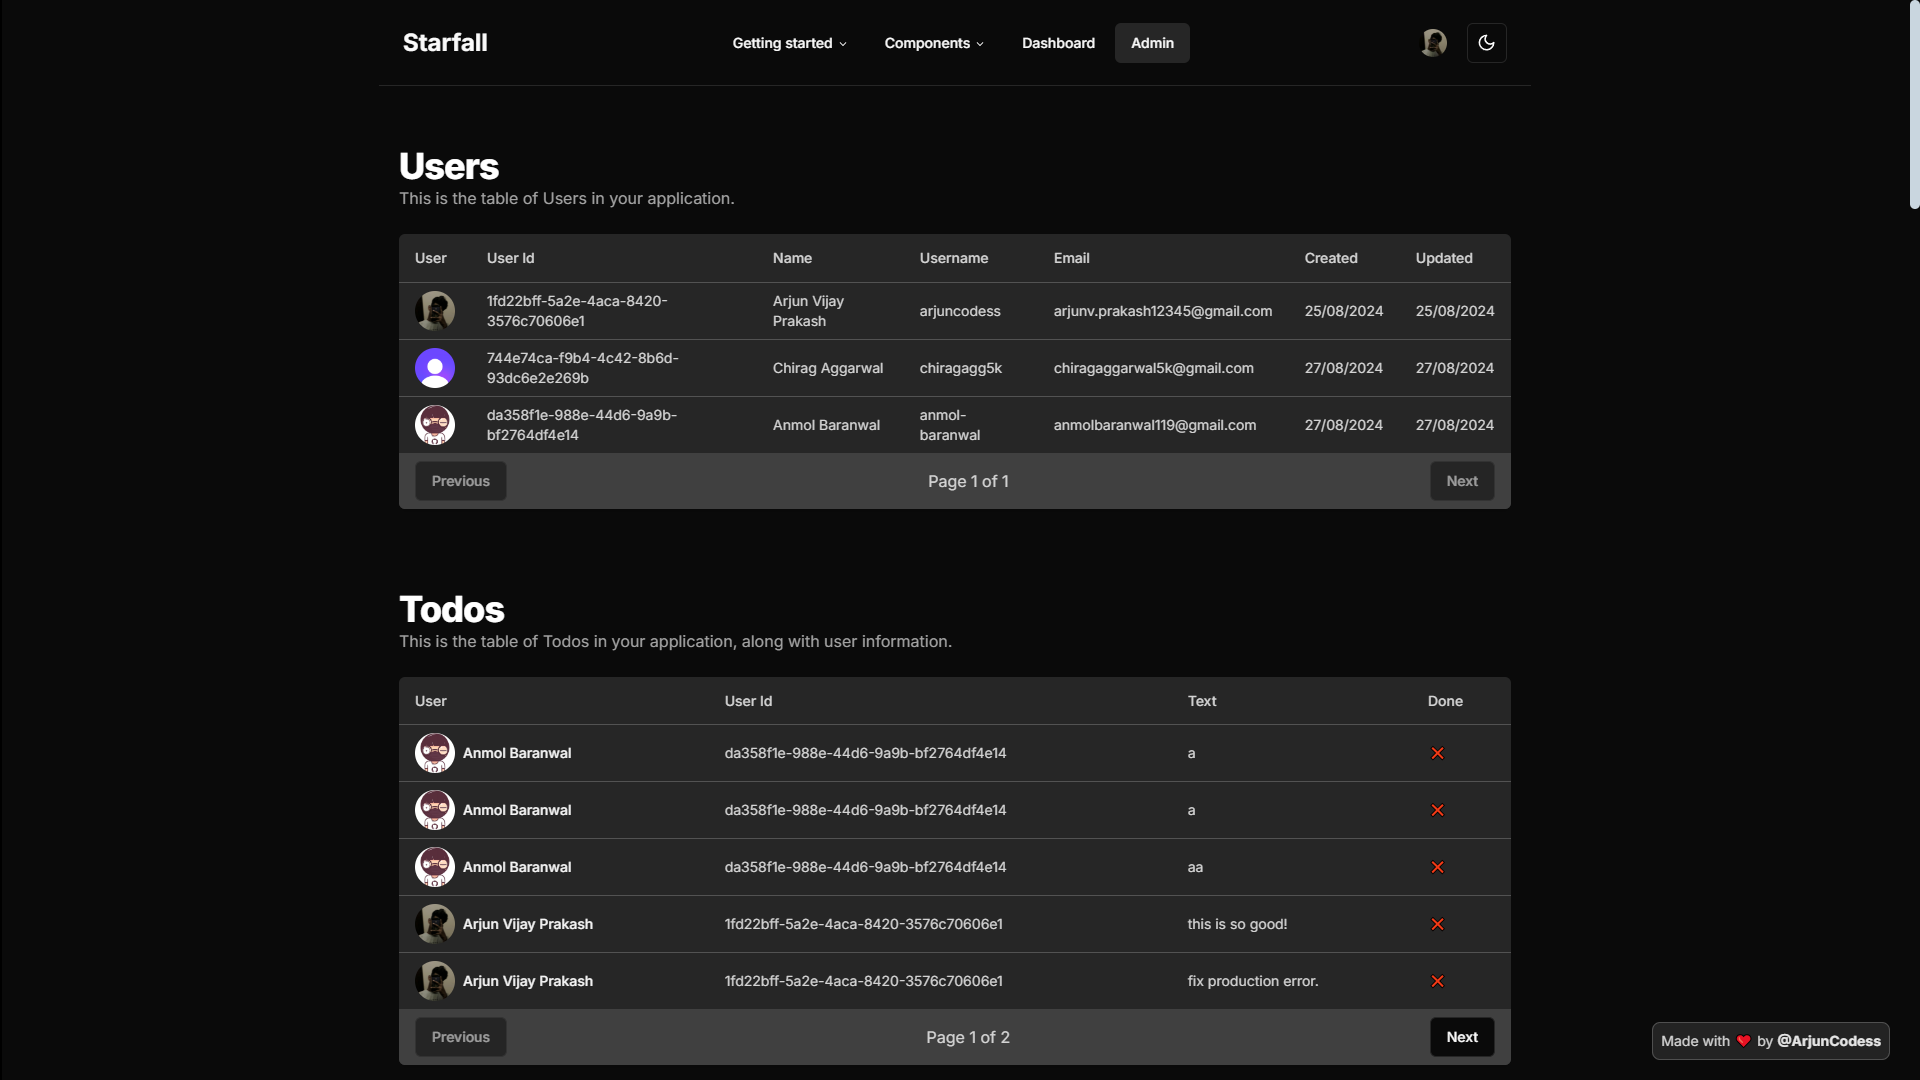 Starfall
Getting started
Components
Dashboard
Admin
Users
This is the table of Users in your application.
User User Id Name Username Email Created Updated
1fd22bff-5a2e-4aca-8420-
3576c70606e1
Arjun Vijay
Prakash
arjuncodess
arjunv.prakash12345@gmail.com
25/08/2024
25/08/2024
744e74ca-f9b4-4c42-8b6d-
93dc6e2e269b
Chirag Aggarwal
chiragagg5k
chiragaggarwal5k@gmail.com
27/08/2024
27/08/2024
da358f1e-988e-44d6-9a9b-
bf2764df4e14
Anmol Baranwal
anmol-
baranwal
anmolbaranwal119@gmail.com
27/08/2024
27/08/2024
Previous
Page 1 of 1
Next
Todos
This is the table of Todos in your application, along with user information.
User User Id Text Done
Anmol Baranwal da358f1e-988e-44d6-9a9b-bf2764df4e14 a
Anmol Baranwal da358f1e-988e-44d6-9a9b-bf2764df4e14 a
Anmol Baranwal da358f1e-988e-44d6-9a9b-bf2764df4e14 aa
Arjun Vijay Prakash 1fd22bff-5a2e-4aca-8420-3576c70606e1 this is so good!
Arjun Vijay Prakash 1fd22bff-5a2e-4aca-8420-3576c70606e1 fix production error.
Previous
Page 1 of 2
Next
Made with ❤️ by @ArjunCodess